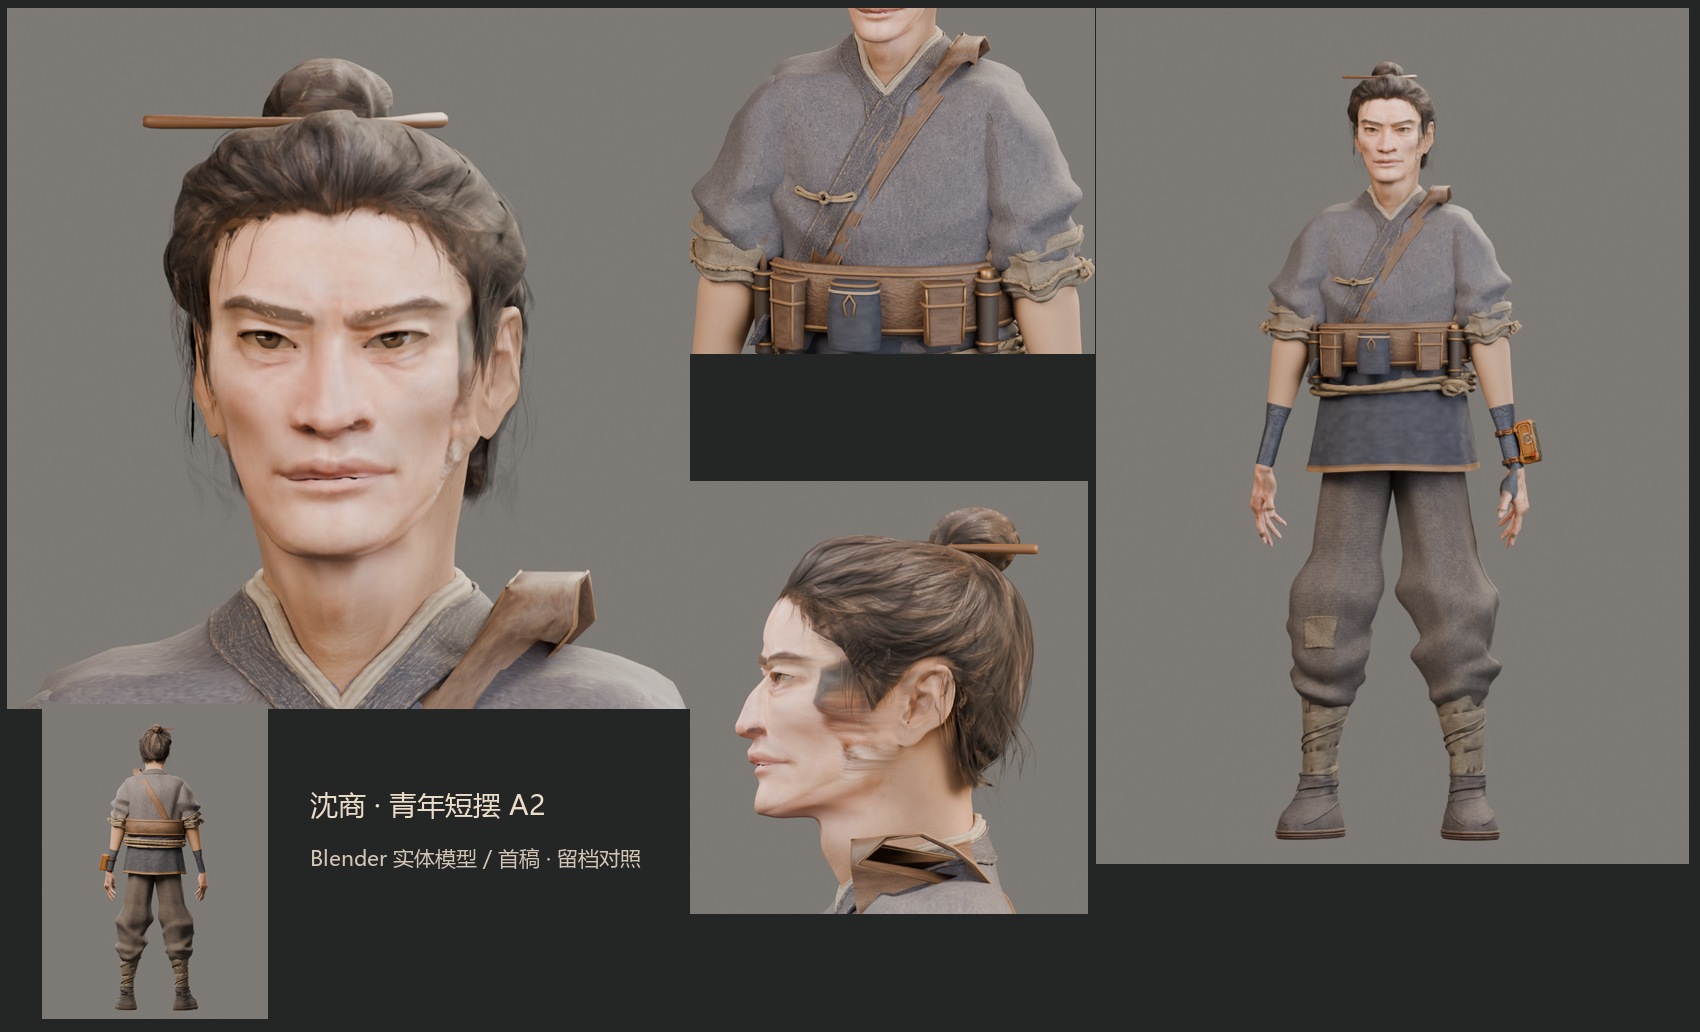 沈商 · 青年短摆 A2
Blender 实体模型 / 首稿 · 留档对照